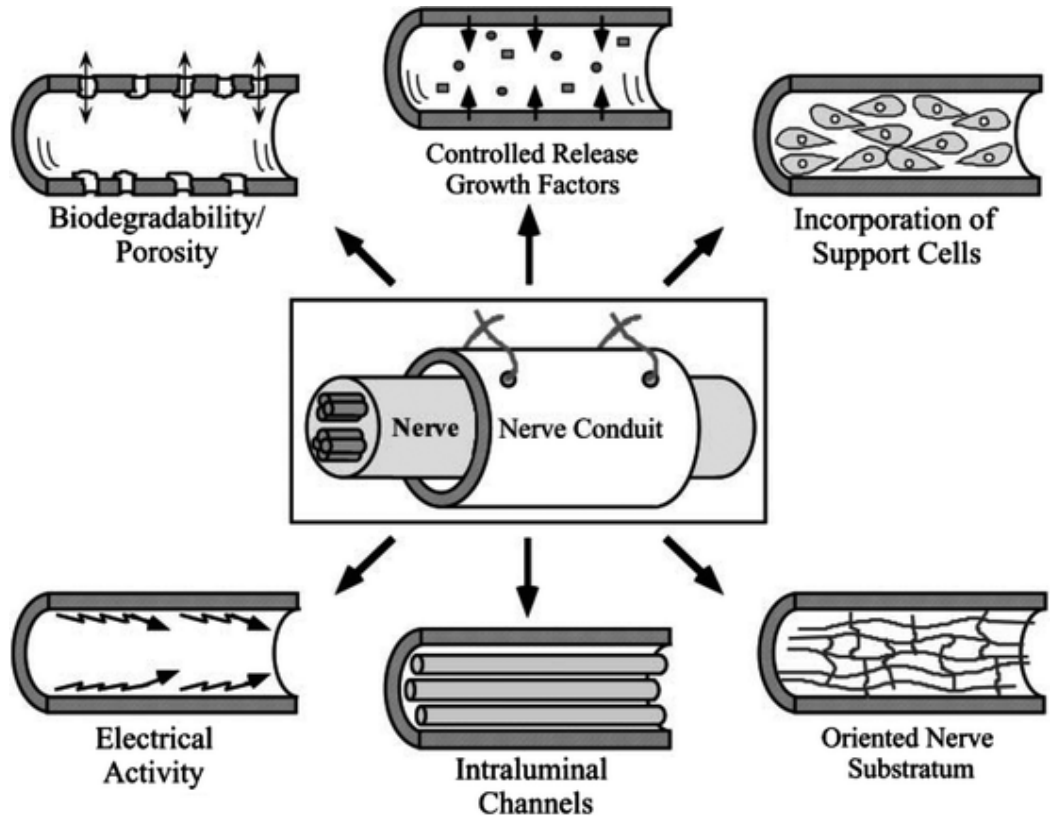 Controlled Release
Growth Factors
Biodegradability/
Porosity
Incorporation of
Support Cells
Nerve
Nerve Conduit
Electrical
Activity
Intraluminal
Channels
Oriented Nerve
Substratum